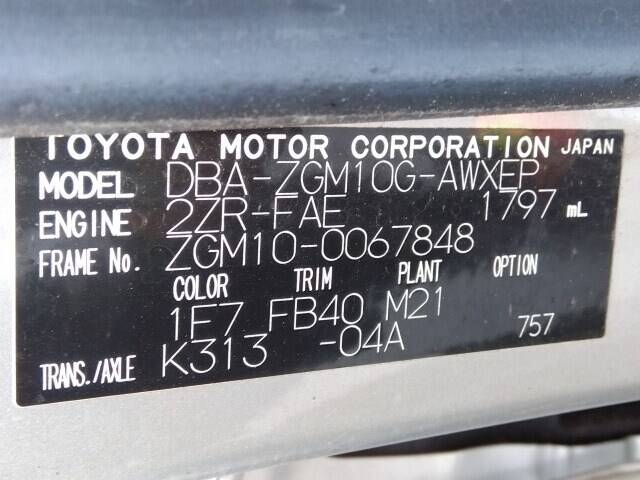 TOYOTA MOTOR CORPORATION JAPAN
MODEL DBA-ZGM10G-AWXEP
ENGINE 2ZR-FAE 1797 mL
FRAME No. ZGM10-0067848
COLOR TRIM PLANT OPTION
1F7 FB40 M21
TRANS./AXLE K313 -04A 757